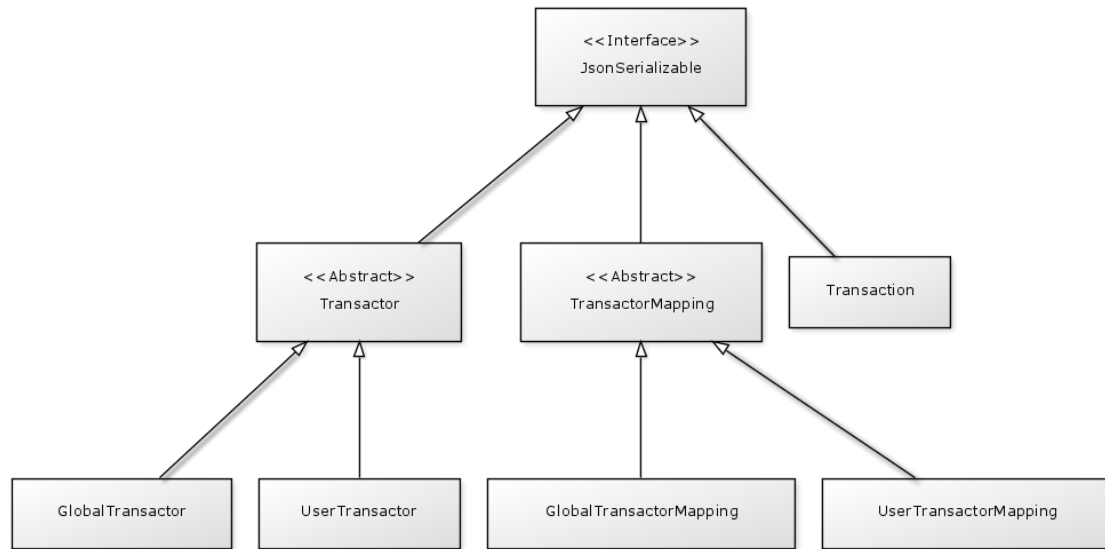 <<Interface>>
JsonSerializable
<<Abstract>>
Transactor
<<Abstract>>
TransactorMapping
Transaction
GlobalTransactor
UserTransactor
GlobalTransactorMapping
UserTransactorMapping